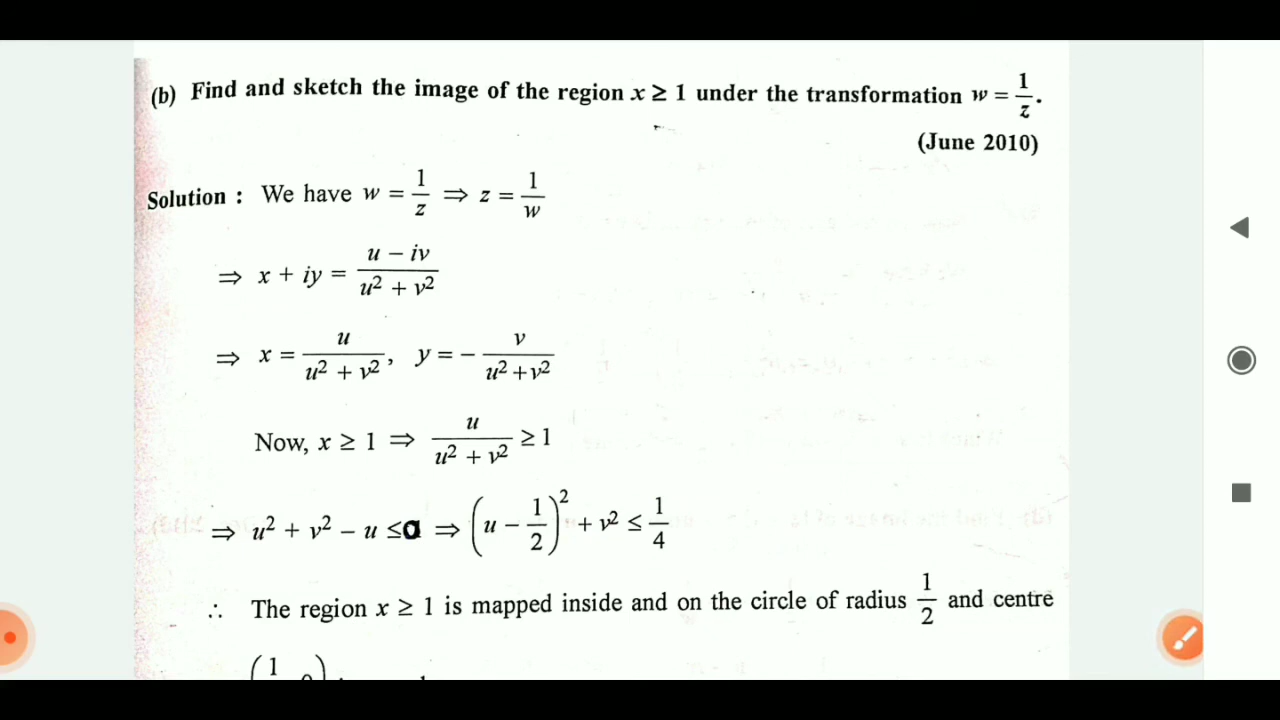 (b) Find and sketch the image of the region x ≥ 1 under the transformation w = 1/z.
(June 2010)
Solution : We have w = 1/z ⇒ z = 1/w
⇒ x + iy = (u − iv)/(u² + v²)
⇒ x = u/(u² + v²), y = − v/(u² + v²)
Now, x ≥ 1 ⇒ u/(u² + v²) ≥ 1
⇒ u² + v² − u ≤ a ⇒ (u − 1/2)² + v² ≤ 1/4
∴ The region x ≥ 1 is mapped inside and on the circle of radius 1/2 and centre